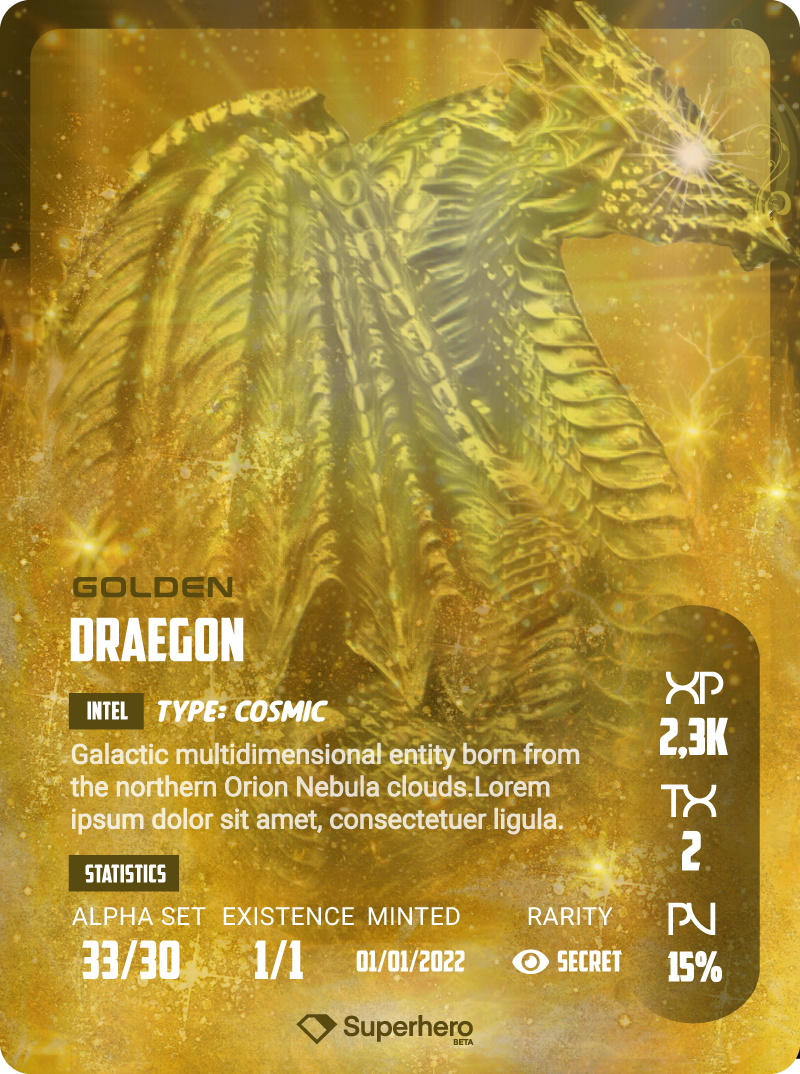 GOLDEN
DRAEGON
INTEL TYPE: COSMIC
Galactic multidimensional entity born from
the northern Orion Nebula clouds.Lorem
ipsum dolor sit amet, consectetuer ligula.
STATISTICS
ALPHA SET EXISTENCE MINTED RARITY
33/30 1/1 01/01/2022 SECRET
XP
2,3K
TX
2
PV
15%
Superhero
BETA